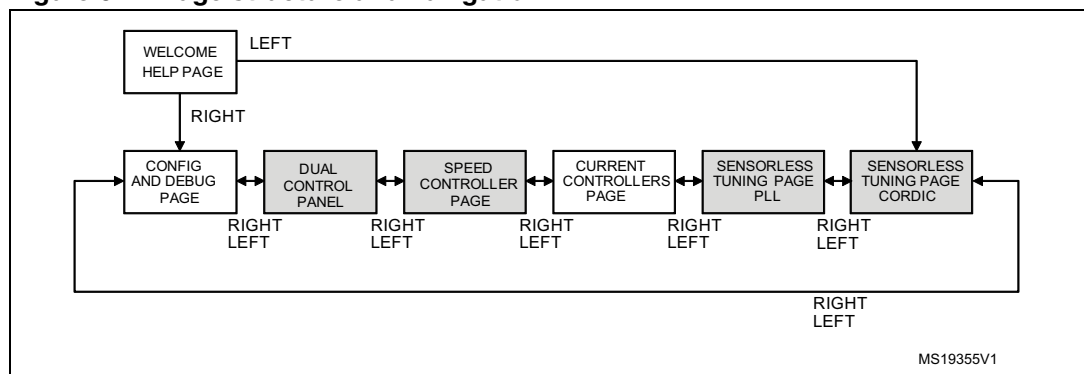 WELCOME
HELP PAGE
LEFT
RIGHT
CONFIG
AND DEBUG
PAGE
DUAL
CONTROL
PANEL
SPEED
CONTROLLER
PAGE
CURRENT
CONTROLLERS
PAGE
SENSORLESS
TUNING PAGE
PLL
SENSORLESS
TUNING PAGE
CORDIC
RIGHT
LEFT
RIGHT
LEFT
RIGHT
LEFT
RIGHT
LEFT
RIGHT
LEFT
RIGHT
LEFT
MS19355V1